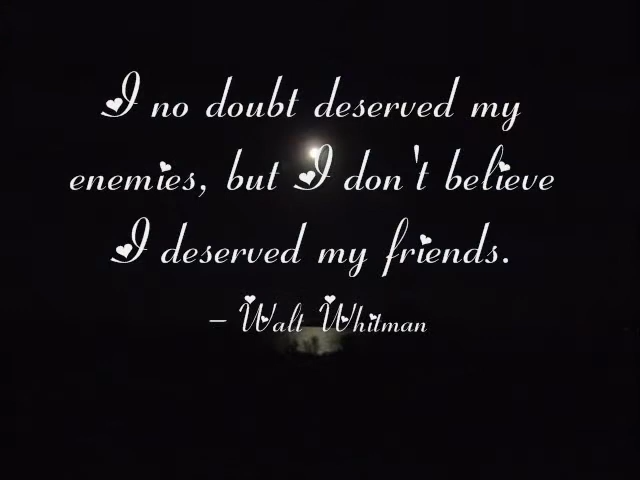 I no doubt deserved my
enemies, but I don't believe
I deserved my friends.
– Walt Whitman